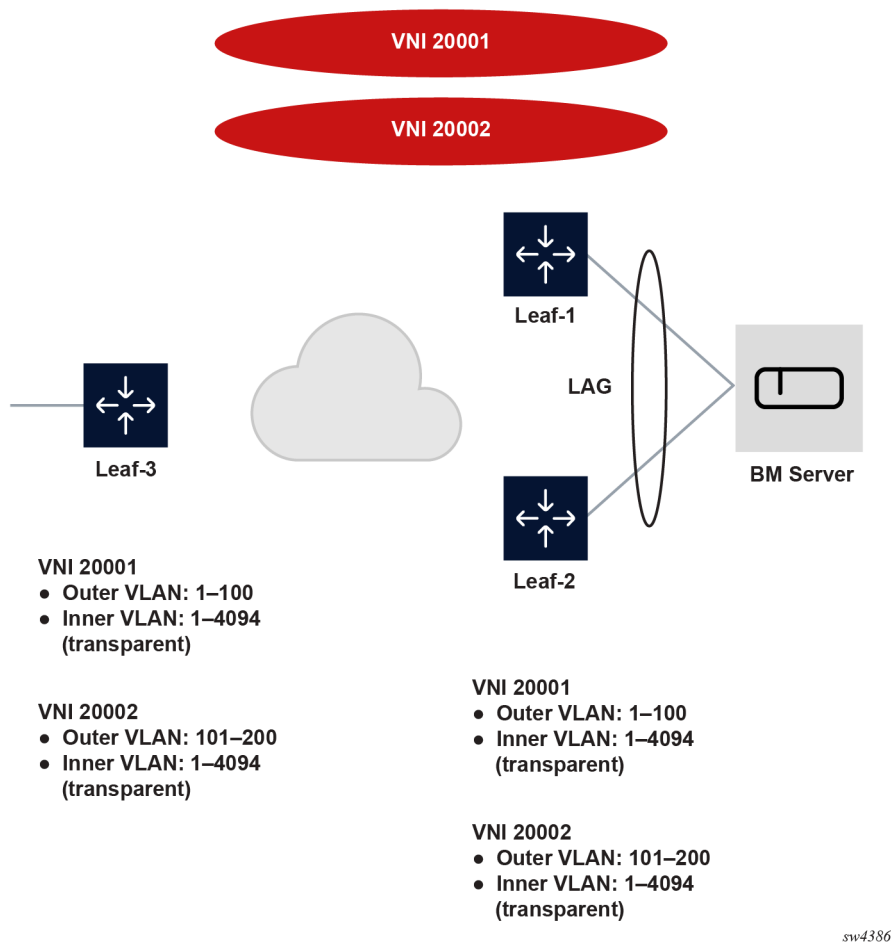 VNI 20001
VNI 20002
Leaf-1
LAG
Leaf-3
BM Server
Leaf-2
VNI 20001
● Outer VLAN: 1–100
● Inner VLAN: 1–4094
(transparent)
VNI 20002
● Outer VLAN: 101–200
● Inner VLAN: 1–4094
(transparent)
VNI 20001
● Outer VLAN: 1–100
● Inner VLAN: 1–4094
(transparent)
VNI 20002
● Outer VLAN: 101–200
● Inner VLAN: 1–4094
(transparent)
sw4386